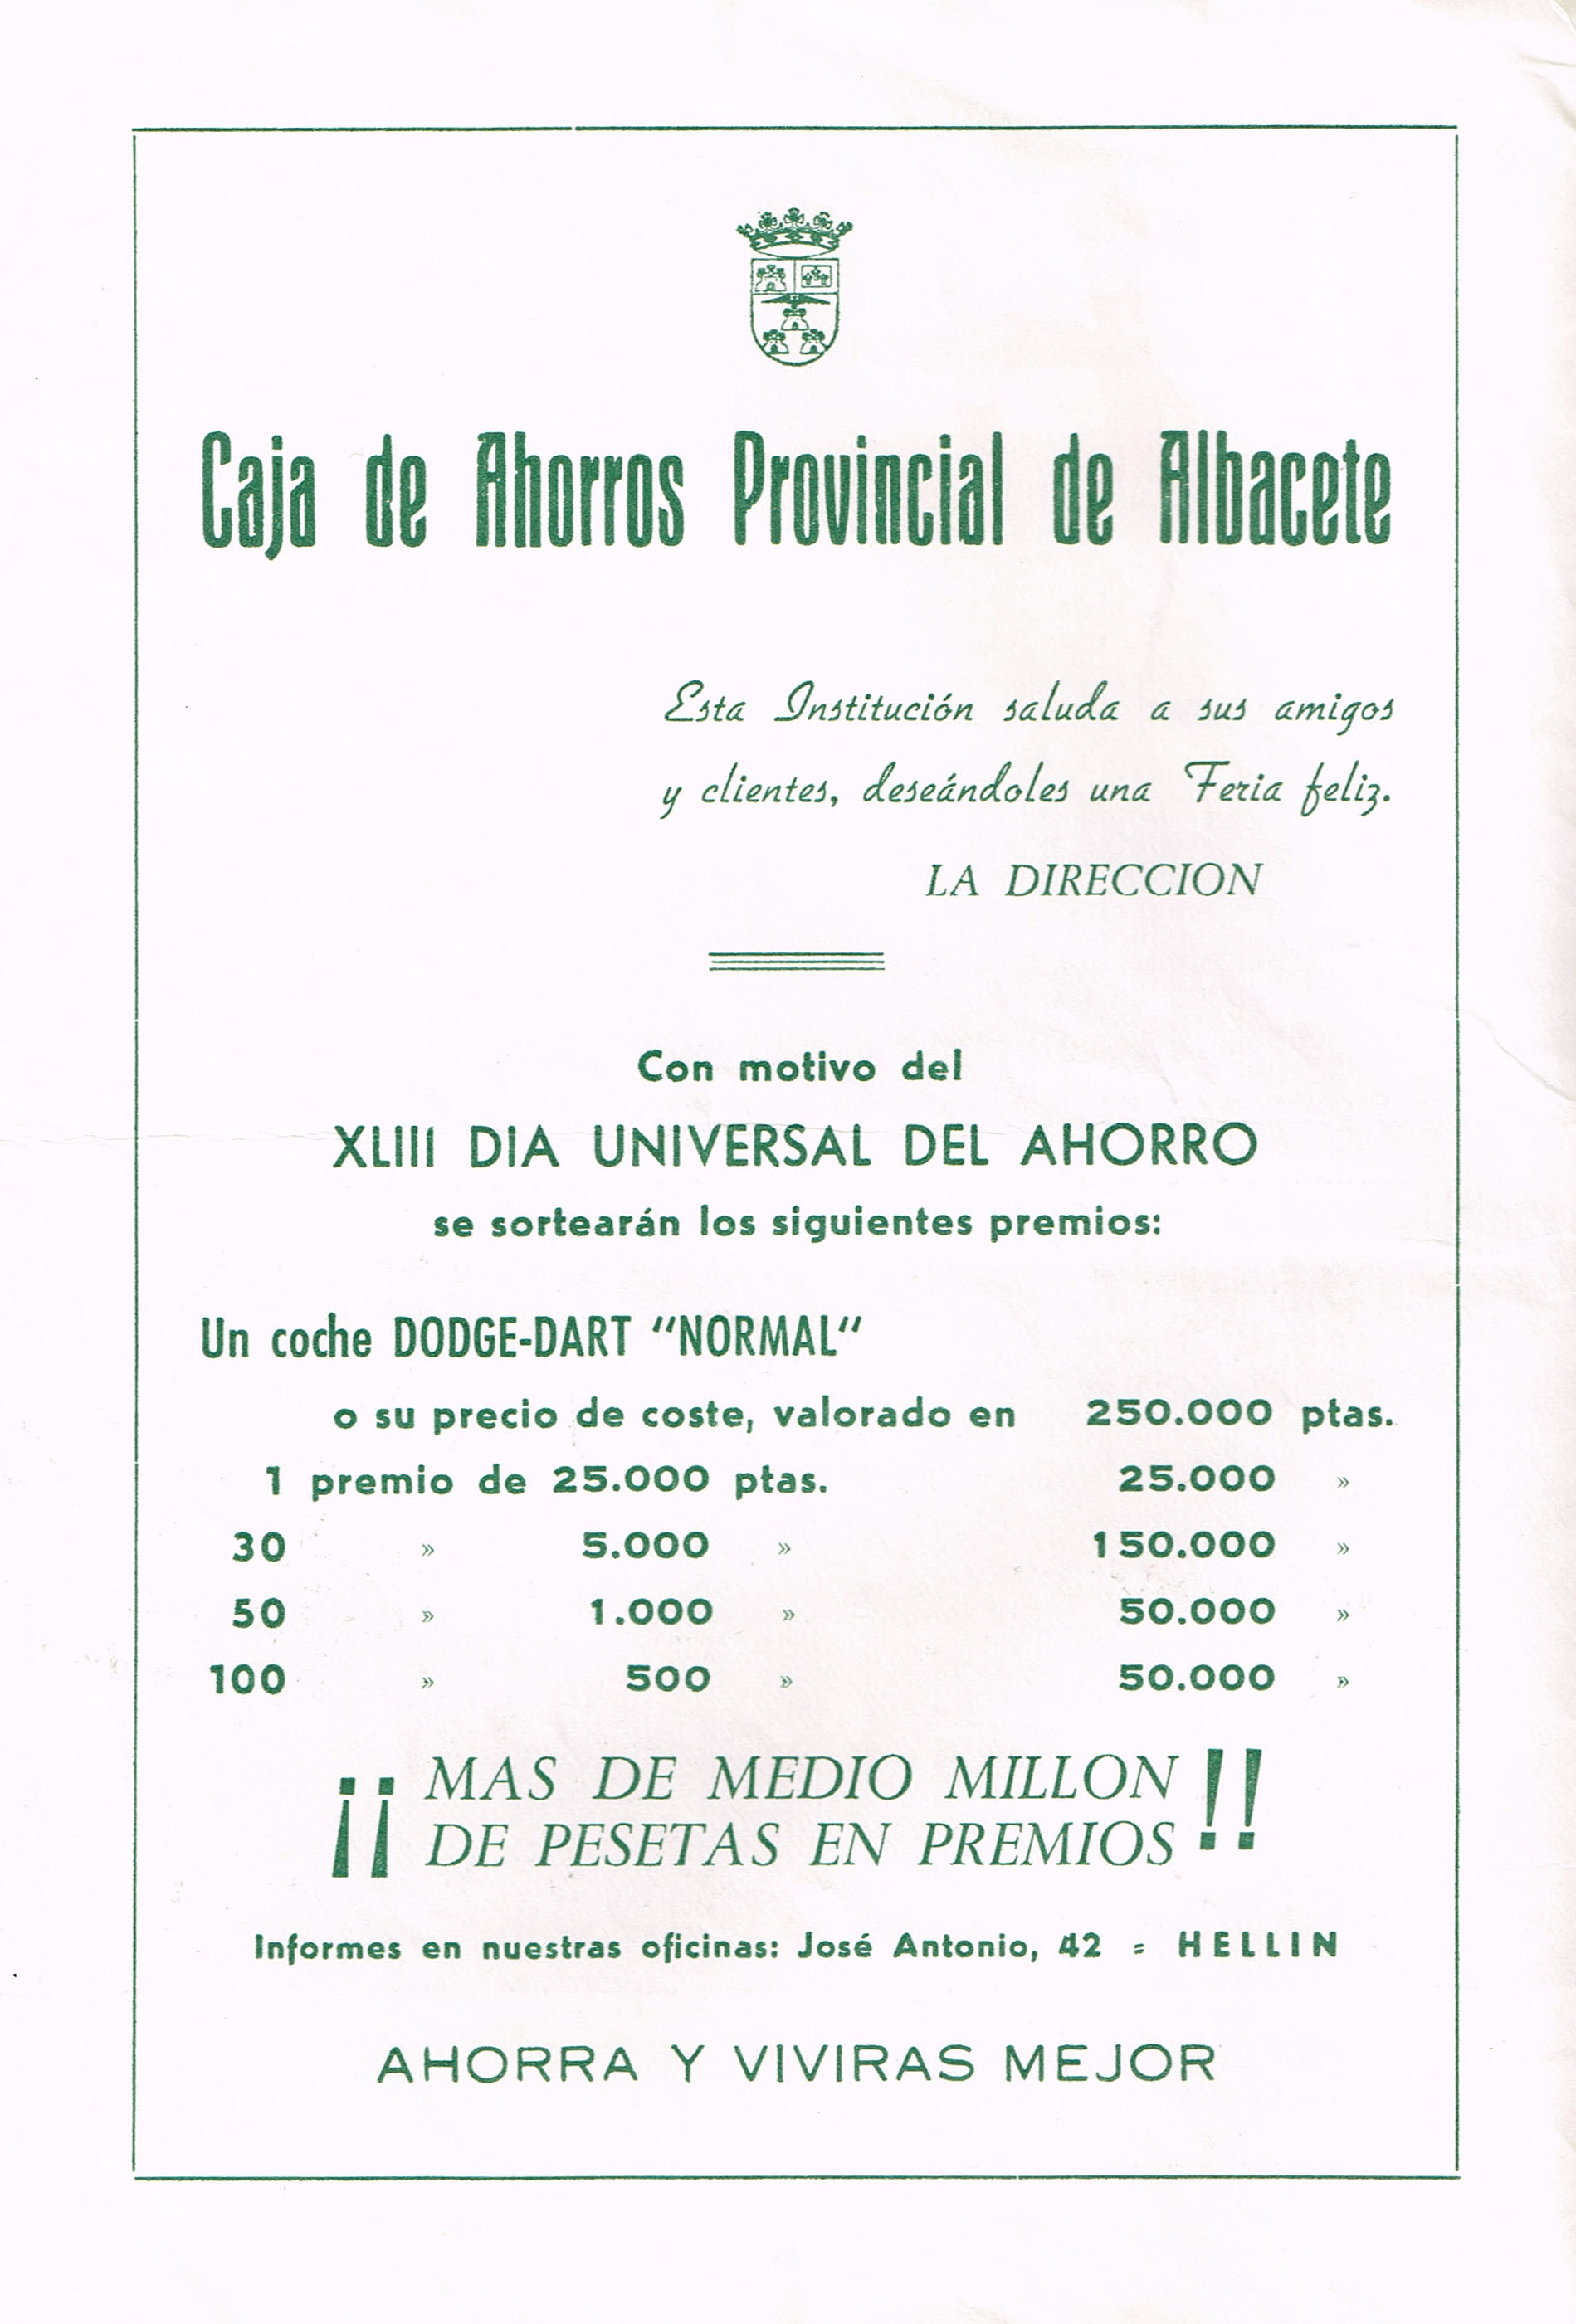 Caja de Ahorros Provincial de Albacete
Esta Institución saluda a sus amigos
y clientes, deseándoles una Feria feliz.
LA DIRECCION
Con motivo del
XLIII DIA UNIVERSAL DEL AHORRO
se sortearán los siguientes premios:
Un coche DODGE-DART "NORMAL"
o su precio de coste, valorado en 250.000 ptas.
1 premio de 25.000 ptas. 25.000 »
30 » 5.000 » 150.000 »
50 » 1.000 » 50.000 »
100 » 500 » 50.000 »
¡¡ MAS DE MEDIO MILLON
DE PESETAS EN PREMIOS !!
Informes en nuestras oficinas: José Antonio, 42 = HELLIN
AHORRA Y VIVIRAS MEJOR